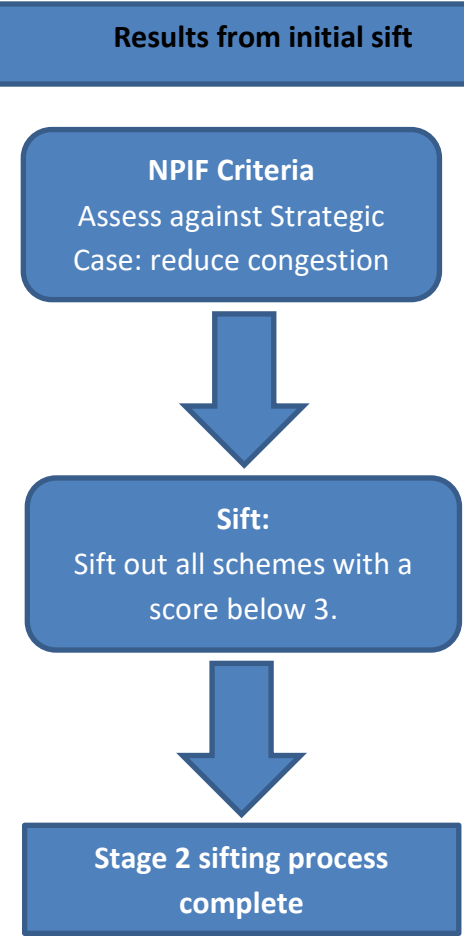 Results from initial sift
NPIF Criteria
Assess against Strategic
Case: reduce congestion
Sift:
Sift out all schemes with a
score below 3.
Stage 2 sifting process
complete